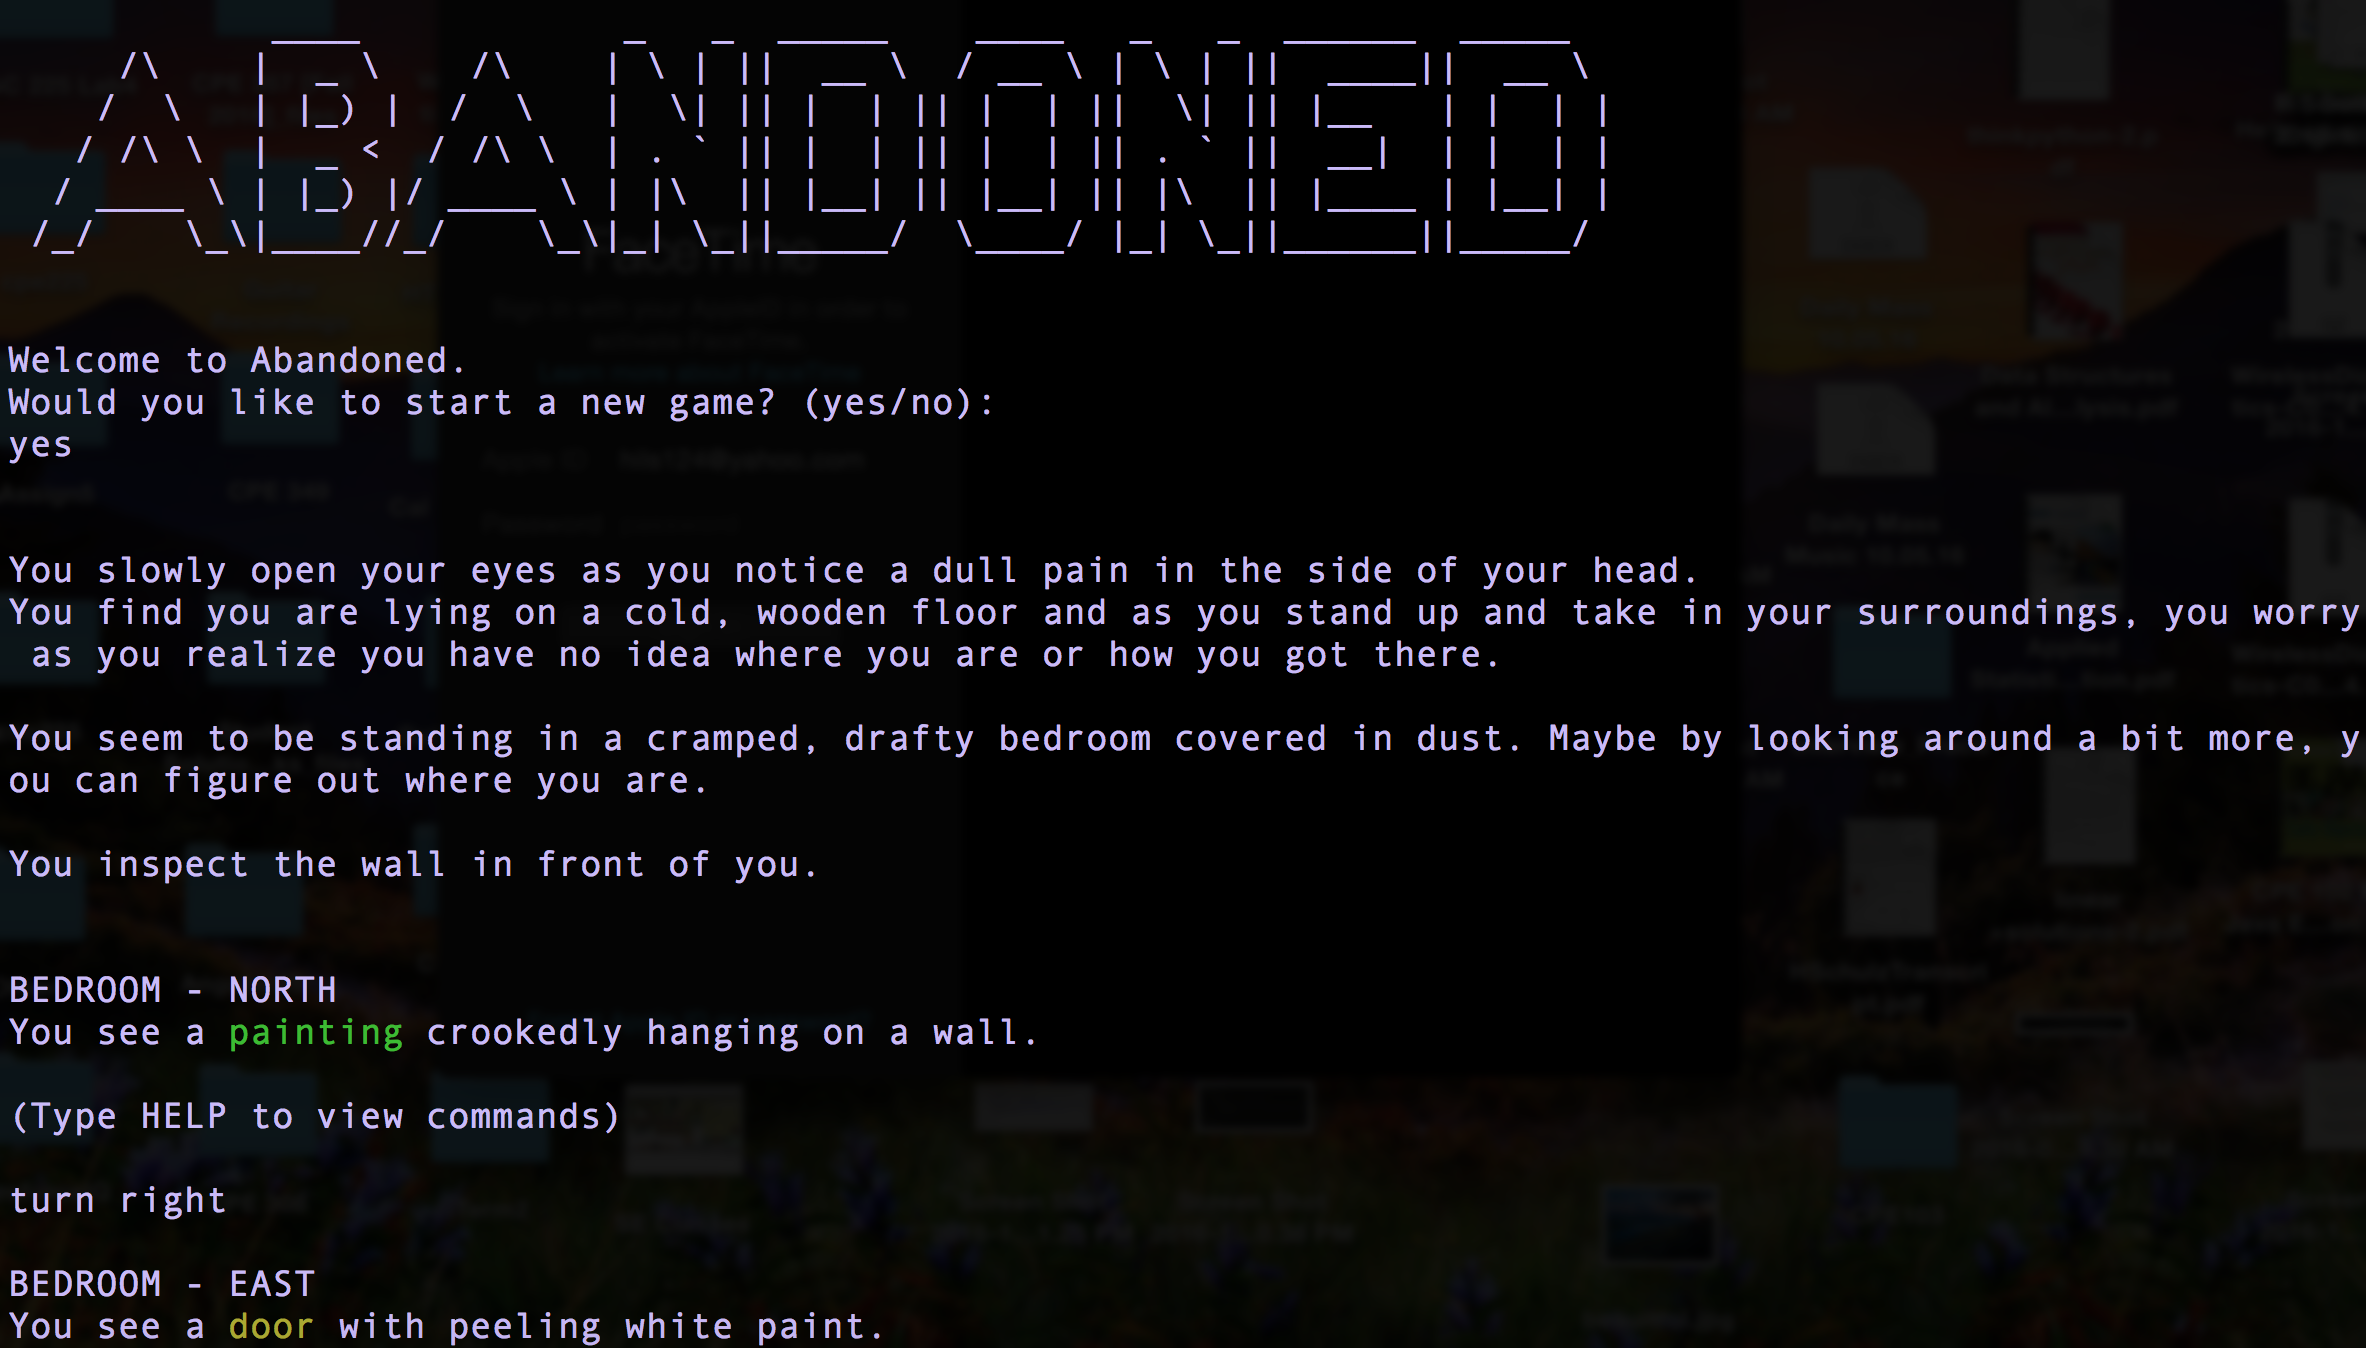 ABANDONED
Welcome to Abandoned.
Would you like to start a new game? (yes/no):
yes
You slowly open your eyes as you notice a dull pain in the side of your head.
You find you are lying on a cold, wooden floor and as you stand up and take in your surroundings, you worry
as you realize you have no idea where you are or how you got there.
You seem to be standing in a cramped, drafty bedroom covered in dust. Maybe by looking around a bit more, y
ou can figure out where you are.
You inspect the wall in front of you.
BEDROOM - NORTH
You see a painting crookedly hanging on a wall.
(Type HELP to view commands)
turn right
BEDROOM - EAST
You see a door with peeling white paint.